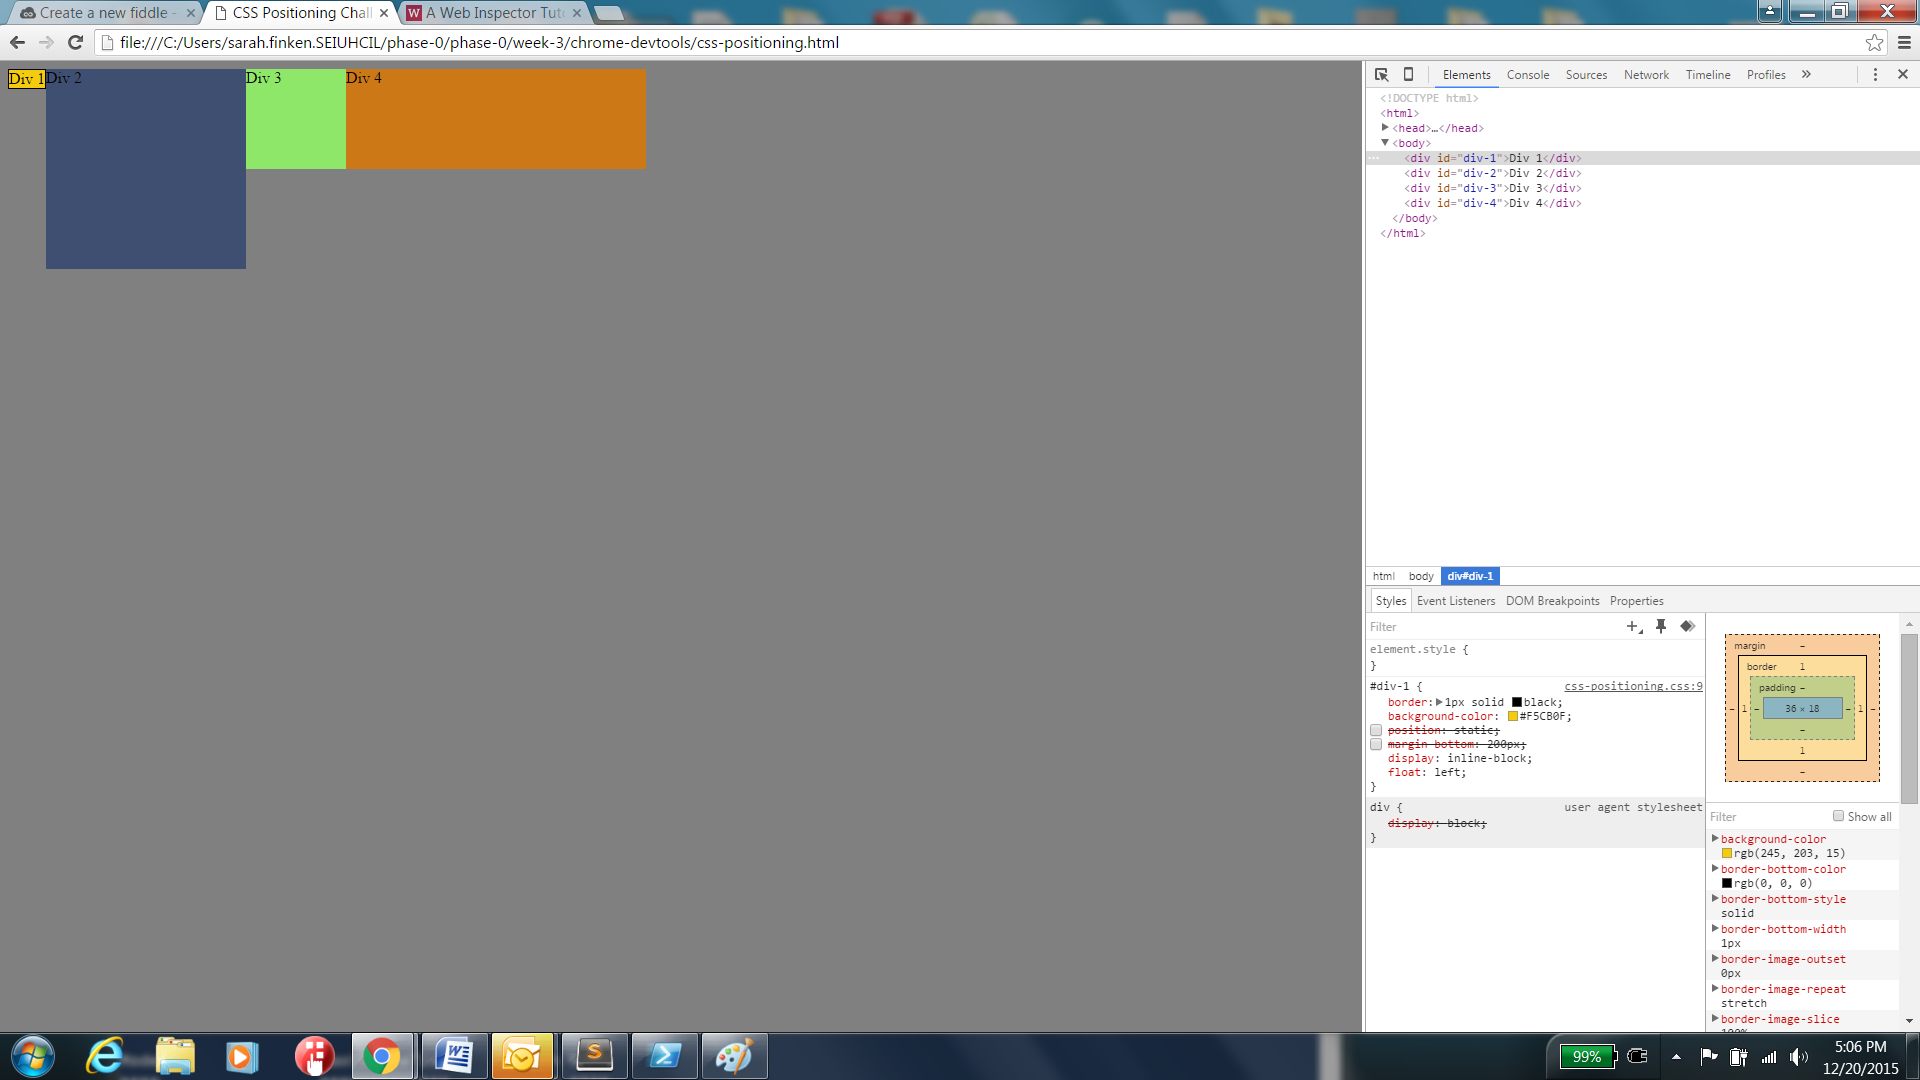 Create a new fiddle -
CSS Positioning Chall
A Web Inspector Tuto
file:///C:/Users/sarah.finken.SEIUHCIL/phase-0/phase-0/week-3/chrome-devtools/css-positioning.html
Div 1
Div 2
Div 3
Div 4
Elements Console Sources Network Timeline Profiles »
<!DOCTYPE html>
<html>
<head>…</head>
<body>
<div id="div-1">Div 1</div>
<div id="div-2">Div 2</div>
<div id="div-3">Div 3</div>
<div id="div-4">Div 4</div>
</body>
</html>
html body div#div-1
Styles Event Listeners DOM Breakpoints Properties
Filter
element.style {
}
#div-1 { css-positioning.css:9
border: 1px solid black;
background-color: #F5CB0F;
position: static;
margin-bottom: 200px;
display: inline-block;
float: left;
}
div { user agent stylesheet
display: block;
}
margin –
border 1
padding –
– 1 – 36 × 18 – 1 –
–
1
–
Filter Show all
background-color
rgb(245, 203, 15)
border-bottom-color
rgb(0, 0, 0)
border-bottom-style
solid
border-bottom-width
1px
border-image-outset
0px
border-image-repeat
stretch
border-image-slice
100%
99%
5:06 PM
12/20/2015